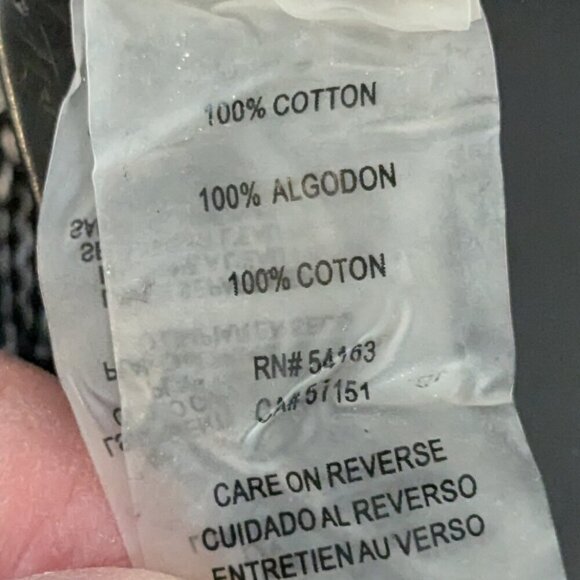 100% COTTON
100% ALGODON
100% COTON
RN# 54163
CA# 57151
CARE ON REVERSE
CUIDADO AL REVERSO
ENTRETIEN AU VERSO